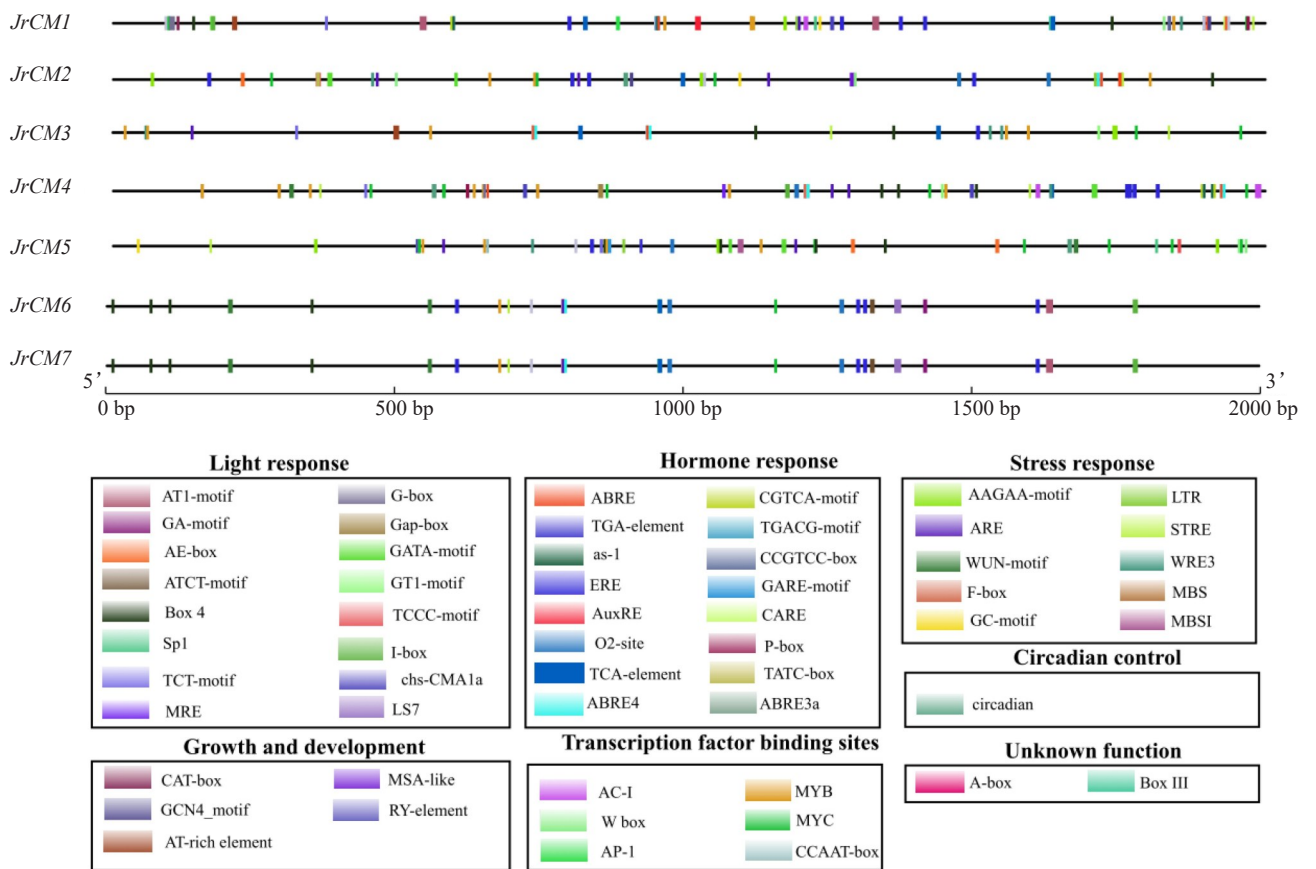 JrCM1
JrCM2
JrCM3
JrCM4
JrCM5
JrCM6
JrCM7
5’ 3’
0 bp 500 bp 1000 bp 1500 bp 2000 bp
Light response
AT1-motif G-box
GA-motif Gap-box
AE-box GATA-motif
ATCT-motif GT1-motif
Box 4 TCCC-motif
Sp1 I-box
TCT-motif chs-CMA1a
MRE LS7
Hormone response
ABRE CGTCA-motif
TGA-element TGACG-motif
as-1 CCGTCC-box
ERE GARE-motif
AuxRE CARE
O2-site P-box
TCA-element TATC-box
ABRE4 ABRE3a
Stress response
AAGAA-motif LTR
ARE STRE
WUN-motif WRE3
F-box MBS
GC-motif MBSI
Circadian control
circadian
Growth and development
CAT-box MSA-like
GCN4_motif RY-element
AT-rich element
Transcription factor binding sites
AC-I MYB
W box MYC
AP-1 CCAAT-box
Unknown function
A-box Box III